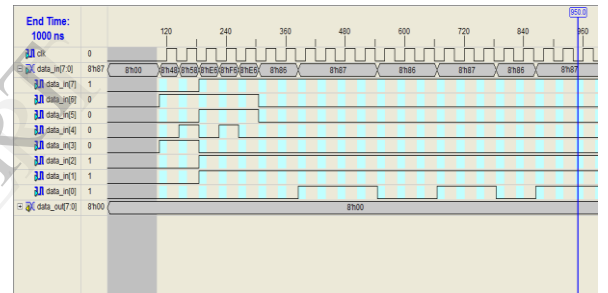 End Time:
1000 ns
950.0
120 240 360 480 600 720 840 960
clk 0
data_in[7:0] 8'h87 8'h00 8'h48 8'h58 8'hE6 8'hF6 8'hE6 8'h86 8'h87 8'h86 8'h87 8'h86 8'h87
data_in[7] 1
data_in[6] 0
data_in[5] 0
data_in[4] 0
data_in[3] 0
data_in[2] 1
data_in[1] 1
data_in[0] 1
data_out[7:0] 8'h00 8'h00